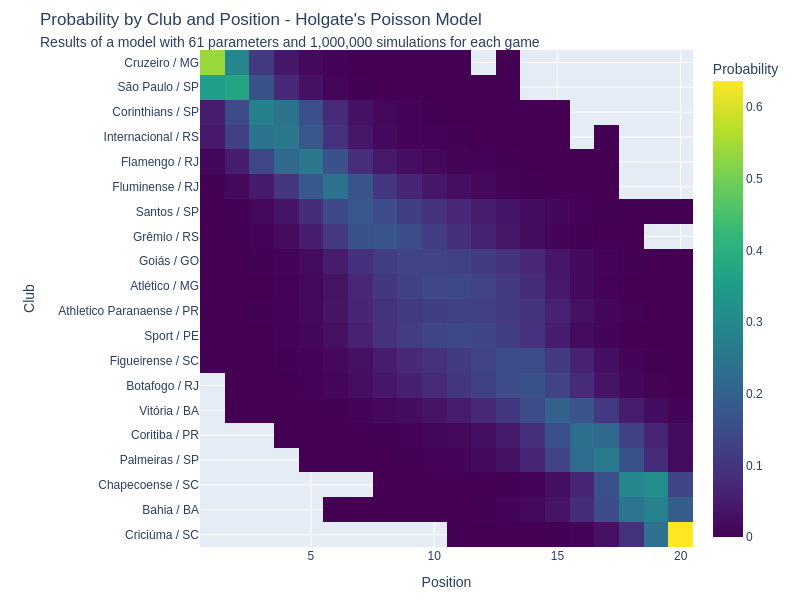 Probability by Club and Position - Holgate's Poisson Model
Results of a model with 61 parameters and 1,000,000 simulations for each game
Probability
Club
Cruzeiro / MG
São Paulo / SP
Corinthians / SP
Internacional / RS
Flamengo / RJ
Fluminense / RJ
Santos / SP
Grêmio / RS
Goiás / GO
Atlético / MG
Athletico Paranaense / PR
Sport / PE
Figueirense / SC
Botafogo / RJ
Vitória / BA
Coritiba / PR
Palmeiras / SP
Chapecoense / SC
Bahia / BA
Criciúma / SC
0.6
0.5
0.4
0.3
0.2
0.1
0
5 10 15 20
Position